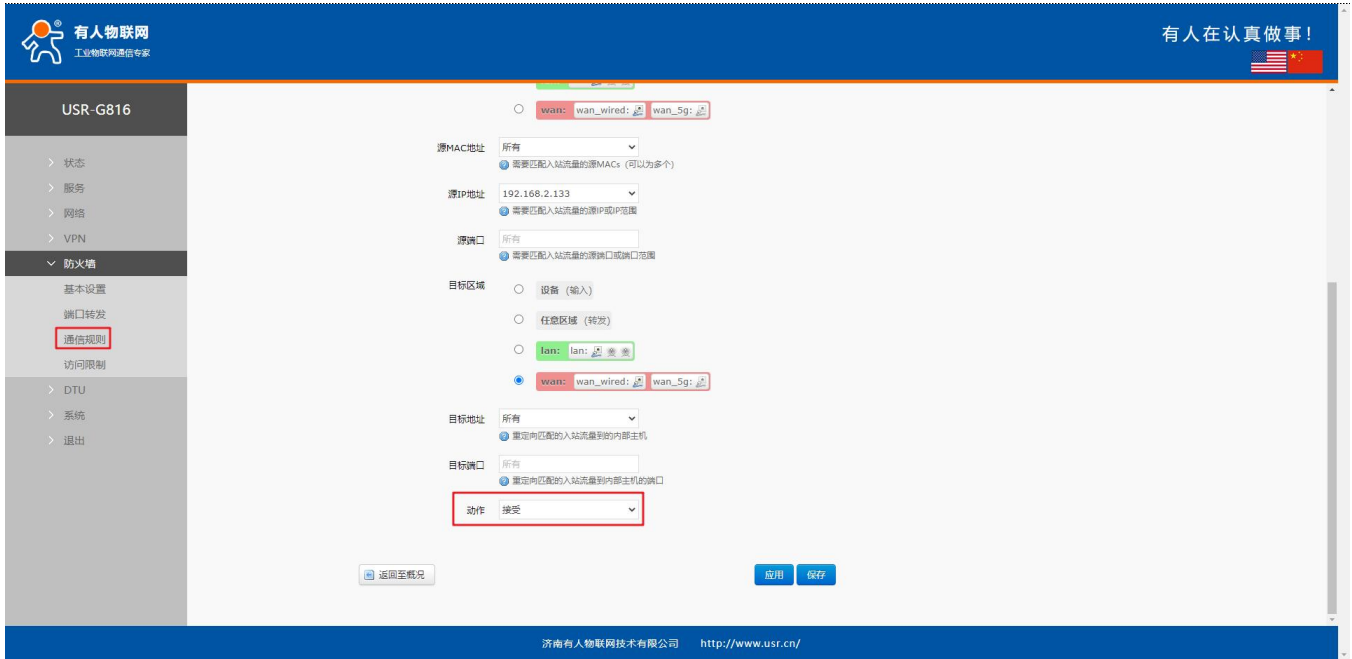 有人物联网
®
工业物联网通信专家
有人在认真做事！
USR-G816
状态
服务
网络
VPN
防火墙
基本设置
端口转发
通信规则
访问限制
DTU
系统
退出
wan: wan_wired: wan_5g:
源MAC地址 所有
需要匹配入站流量的源MACs（可以为多个）
源IP地址 192.168.2.133
需要匹配入站流量的源IP或IP范围
源端口 所有
需要匹配入站流量的源端口或端口范围
目标区域 设备（输入）
任意区域（转发）
lan: lan:
wan: wan_wired: wan_5g:
目标地址 所有
重定向匹配的入站流量到的内部主机
目标端口 所有
重定向匹配的入站流量到内部主机的端口
动作 接受
返回至概况 应用 保存
济南有人物联网技术有限公司 http://www.usr.cn/